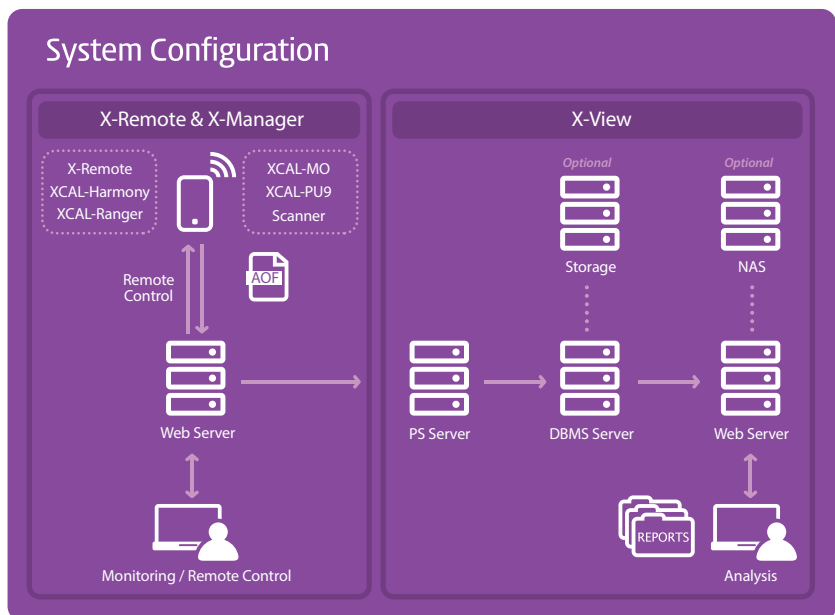 System Configuration
X-Remote & X-Manager
X-Remote
XCAL-Harmony
XCAL-Ranger
XCAL-MO
XCAL-PU9
Scanner
Remote
Control
AOF
Web Server
Monitoring / Remote Control
X-View
Optional
Optional
Storage
NAS
PS Server
DBMS Server
Web Server
REPORTS
Analysis